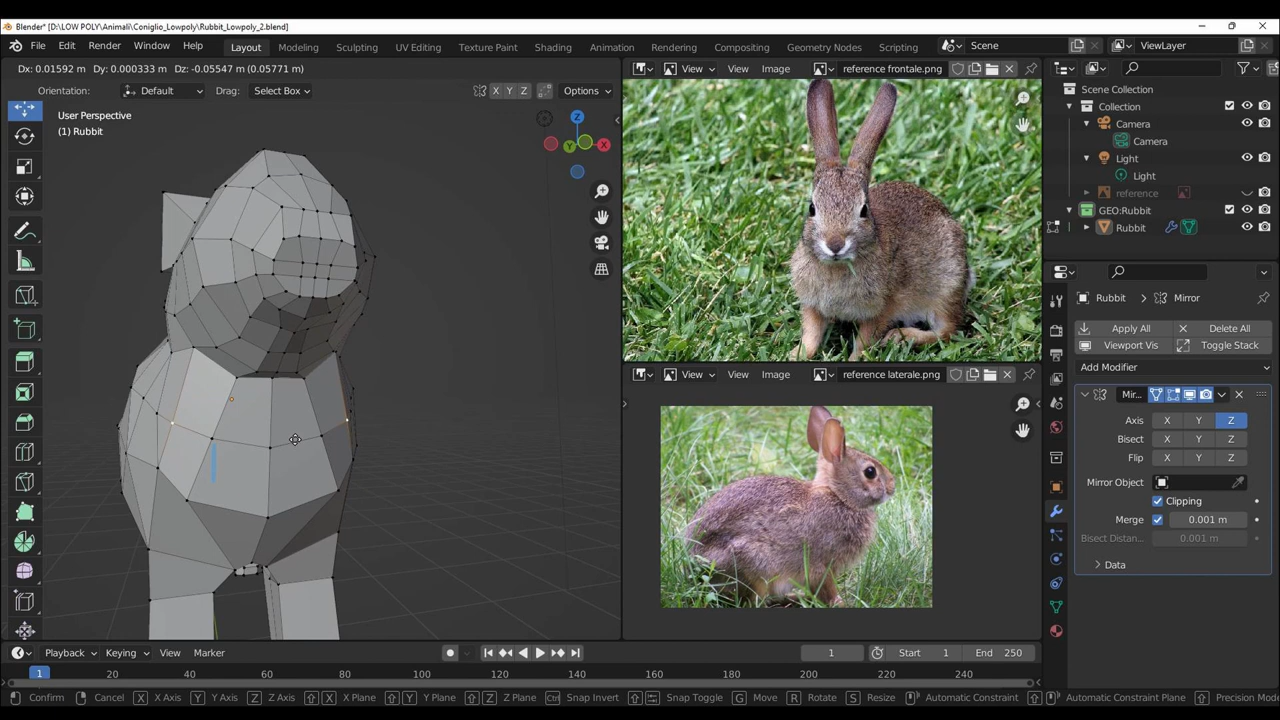 Blender* [D:\LOW POLY\Animali\Coniglio_Lowpoly\Rubbit_Lowpoly_2.blend]
File Edit Render Window Help Layout Modeling Sculpting UV Editing Texture Paint Shading Animation Rendering Compositing Geometry Nodes Scripting Scene ViewLayer
Dx: 0.01592 m Dy: 0.000333 m Dz: -0.05547 m (0.05771 m)
View View Image reference frontale.png
Orientation: Default Drag: Select Box X Y Z Options
Scene Collection
Collection
Camera
Camera
Light
Light
reference
GEO:Rubbit
Rubbit
User Perspective
(1) Rubbit
Z
Y
X
View View Image reference laterale.png
Rubbit Mirror
Apply All Delete All
Viewport Vis Toggle Stack
Add Modifier
Mir...
Axis X Y Z
Bisect X Y Z
Flip X Y Z
Mirror Object
Clipping
Merge 0.001 m
Bisect Distan... 0.001 m
Data
Playback Keying View Marker 1 Start 1 End 250
1 20 40 60 80 100 120 140 160 180 200 220 240
Confirm Cancel X X Axis Y Y Axis Z Z Axis X X Plane Y Y Plane Z Z Plane Ctrl Snap Invert Snap Toggle G Move R Rotate S Resize Automatic Constraint Automatic Constraint Plane Precision Mode